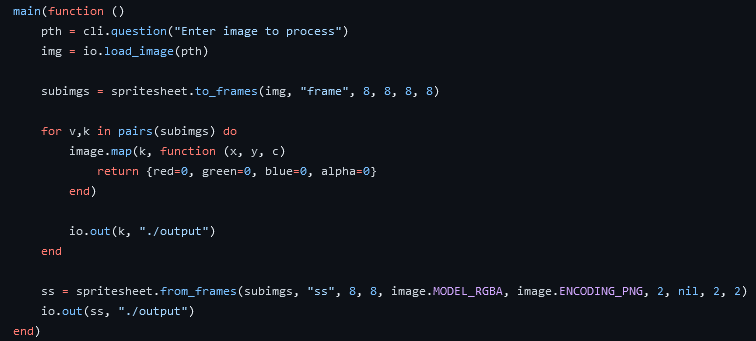 main(function ()
    pth = cli.question("Enter image to process")
    img = io.load_image(pth)

    subimgs = spritesheet.to_frames(img, "frame", 8, 8, 8, 8)

    for v,k in pairs(subimgs) do
        image.map(k, function (x, y, c)
            return {red=0, green=0, blue=0, alpha=0}
        end)

        io.out(k, "./output")
    end

    ss = spritesheet.from_frames(subimgs, "ss", 8, 8, image.MODEL_RGBA, image.ENCODING_PNG, 2, nil, 2, 2)
    io.out(ss, "./output")
end)